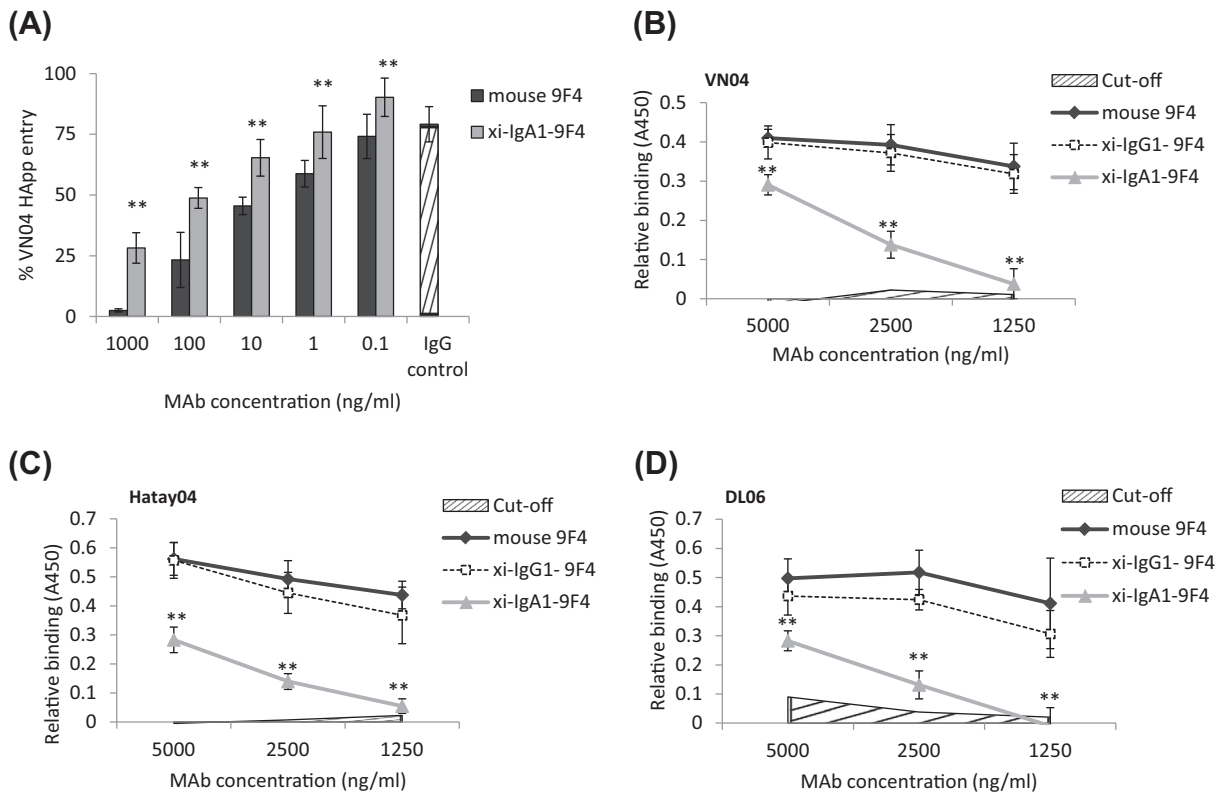 (A)
100
75
50
25
0
% VN04 HApp entry
**
**
**
**
**
1000
100
10
1
0.1
IgG
control
MAb concentration (ng/ml)
mouse 9F4
xi-IgA1-9F4
(B)
VN04
0.5
0.4
0.3
0.2
0.1
0
Relative binding (A450)
**
**
**
5000
2500
1250
MAb concentration (ng/ml)
Cut-off
mouse 9F4
xi-IgG1- 9F4
xi-IgA1-9F4
(C)
Hatay04
0.7
0.6
0.5
0.4
0.3
0.2
0.1
0
Relative binding (A450)
**
**
**
5000
2500
1250
MAb concentration (ng/ml)
Cut-off
mouse 9F4
xi-IgG1- 9F4
xi-IgA1-9F4
(D)
DL06
0.7
0.6
0.5
0.4
0.3
0.2
0.1
0
Relative binding (A450)
**
**
**
5000
2500
1250
MAb concentration (ng/ml)
Cut-off
mouse 9F4
xi-IgG1- 9F4
xi-IgA1-9F4